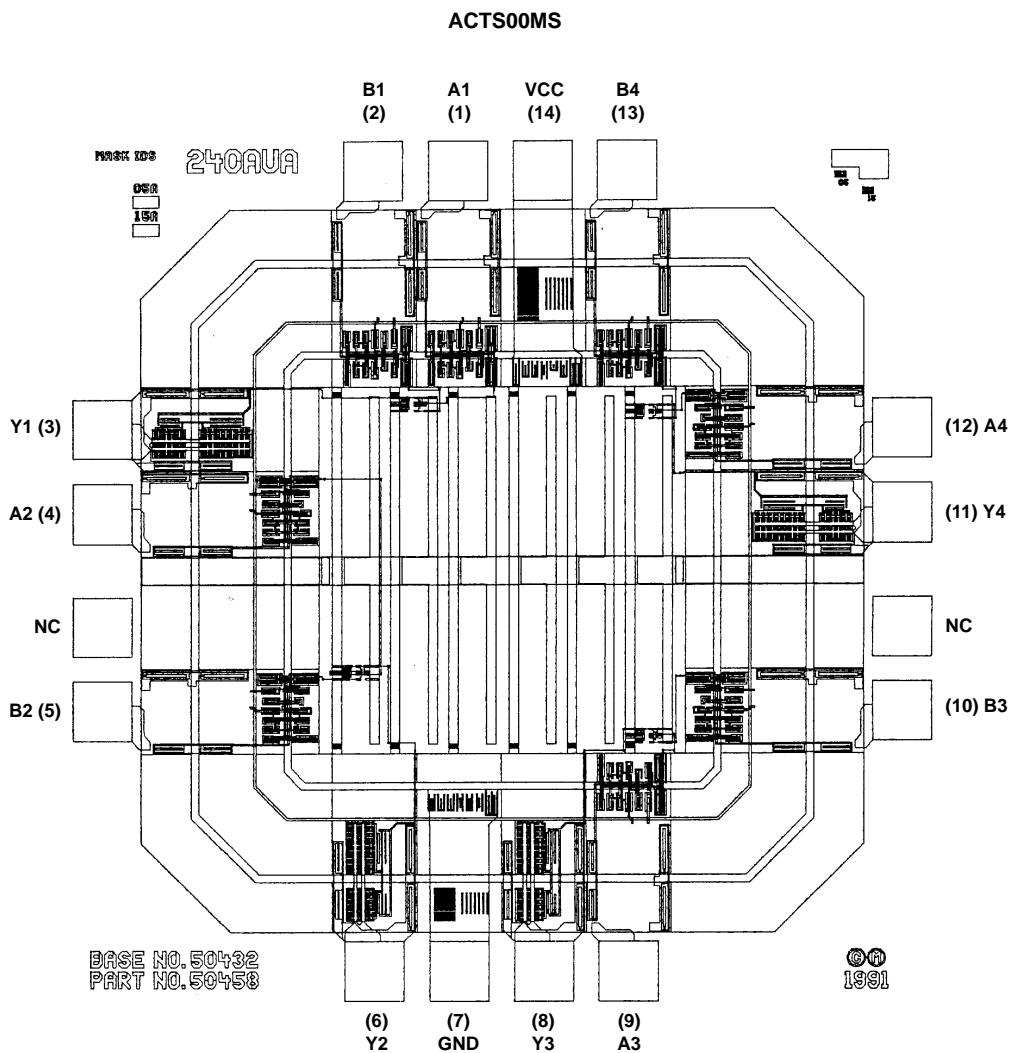 ACTS00MS
B1
(2)
A1
(1)
VCC
(14)
B4
(13)
MASK IDS
240AUA
05A
15A
Y1 (3)
(12) A4
A2 (4)
(11) Y4
NC
NC
B2 (5)
(10) B3
BASE NO. 50432
PART NO. 50458
© M
1991
(6)
Y2
(7)
GND
(8)
Y3
(9)
A3